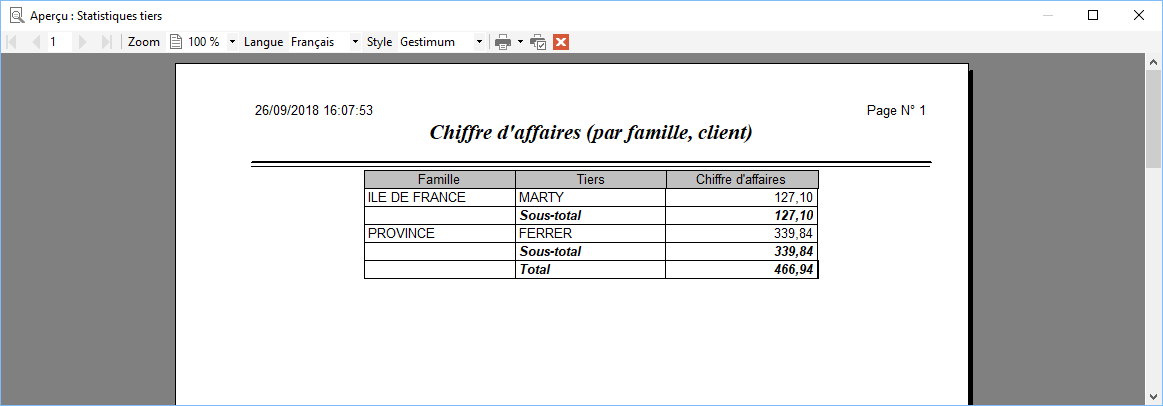 Aperçu : Statistiques tiers
1 Zoom 100 % Langue Français Style Gestimum
26/09/2018 16:07:53 Page N° 1
Chiffre d'affaires (par famille, client)
Famille Tiers Chiffre d'affaires
ILE DE FRANCE MARTY 127,10
Sous-total 127,10
PROVINCE FERRER 339,84
Sous-total 339,84
Total 466,94